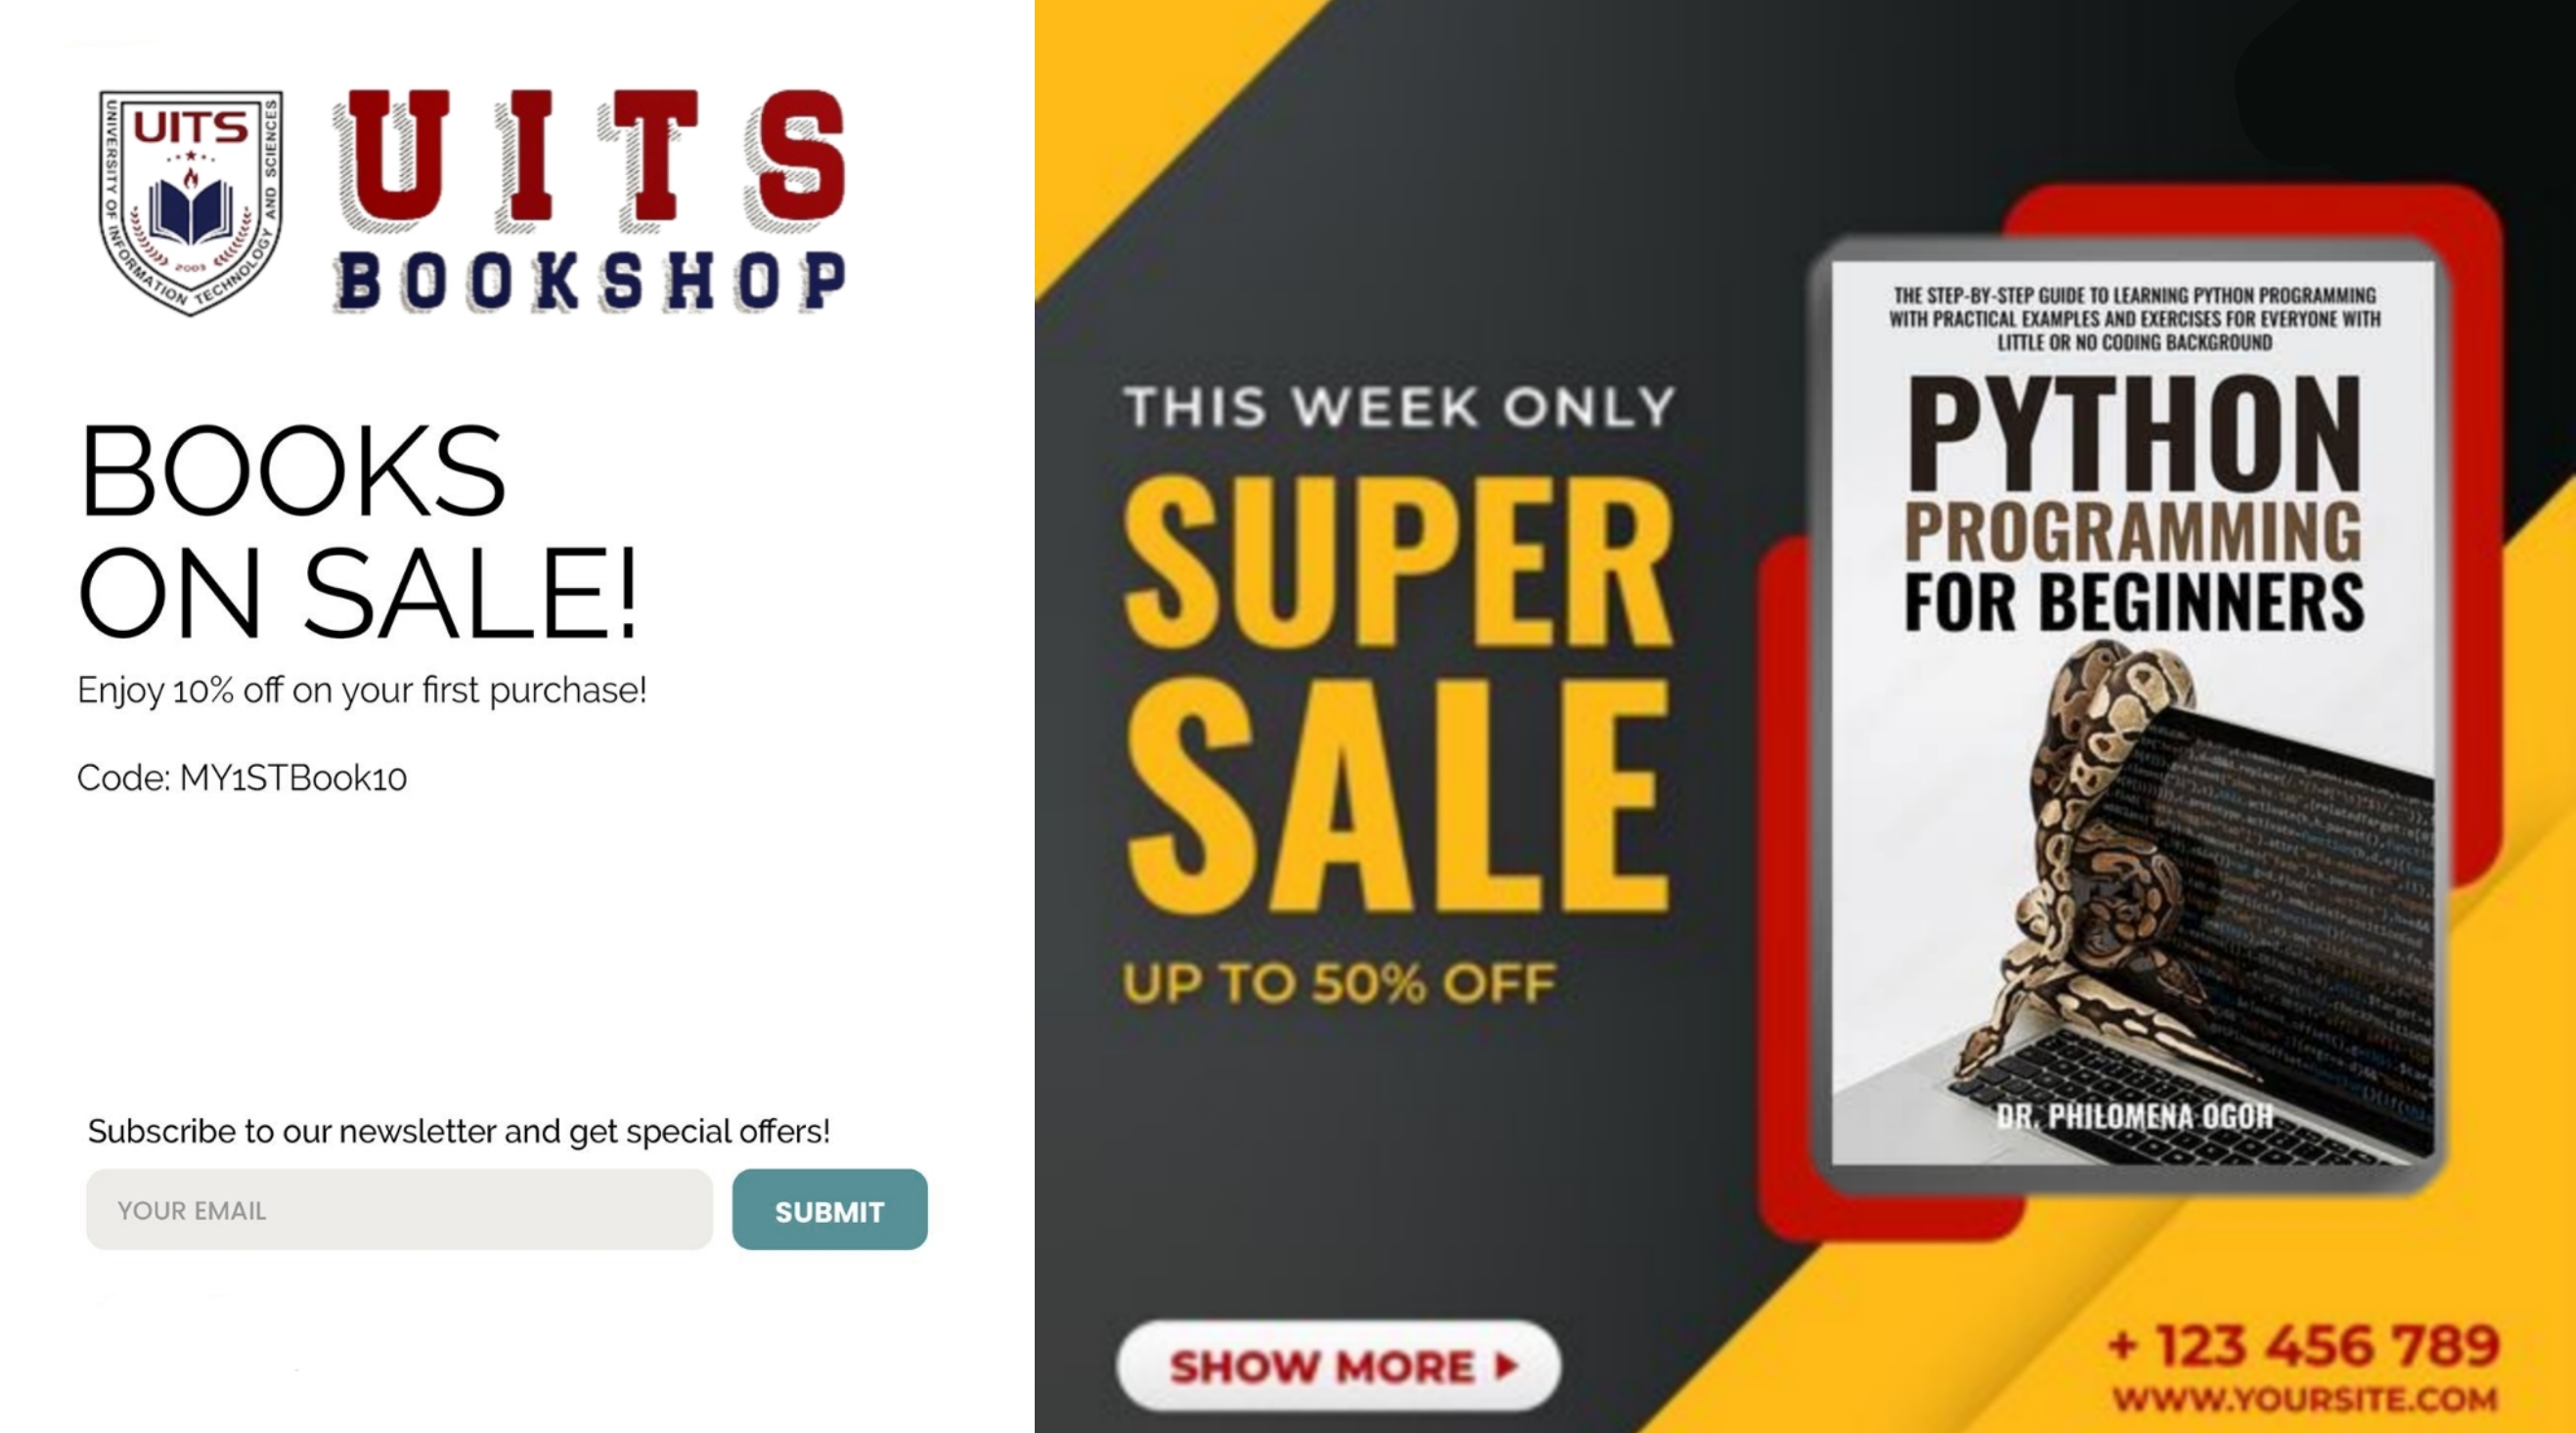 UITS
UNIVERSITY OF INFORMATION TECHNOLOGY AND SCIENCES
2003
UITS
BOOKSHOP
BOOKS
ON SALE!
Enjoy 10% off on your first purchase!
Code: MY1STBook10
Subscribe to our newsletter and get special offers!
YOUR EMAIL
SUBMIT
THIS WEEK ONLY
SUPER
SALE
UP TO 50% OFF
SHOW MORE
THE STEP-BY-STEP GUIDE TO LEARNING PYTHON PROGRAMMING
WITH PRACTICAL EXAMPLES AND EXERCISES FOR EVERYONE WITH
LITTLE OR NO CODING BACKGROUND
PYTHON
PROGRAMMING
FOR BEGINNERS
DR. PHILOMENA OGOH
+ 123 456 789
WWW.YOURSITE.COM